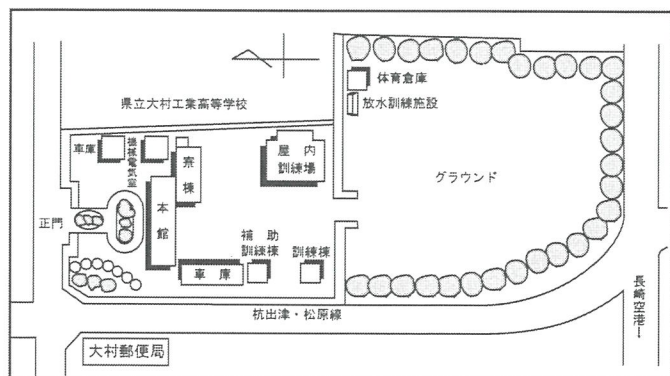 県立大村工業高等学校
体育倉庫
放水訓練施設
車庫
機械電気室
寮棟
屋内
訓練場
グラウンド
正門
本館
補助
訓練棟
訓練棟
車庫
杭出津・松原線
長崎空港→
大村郵便局